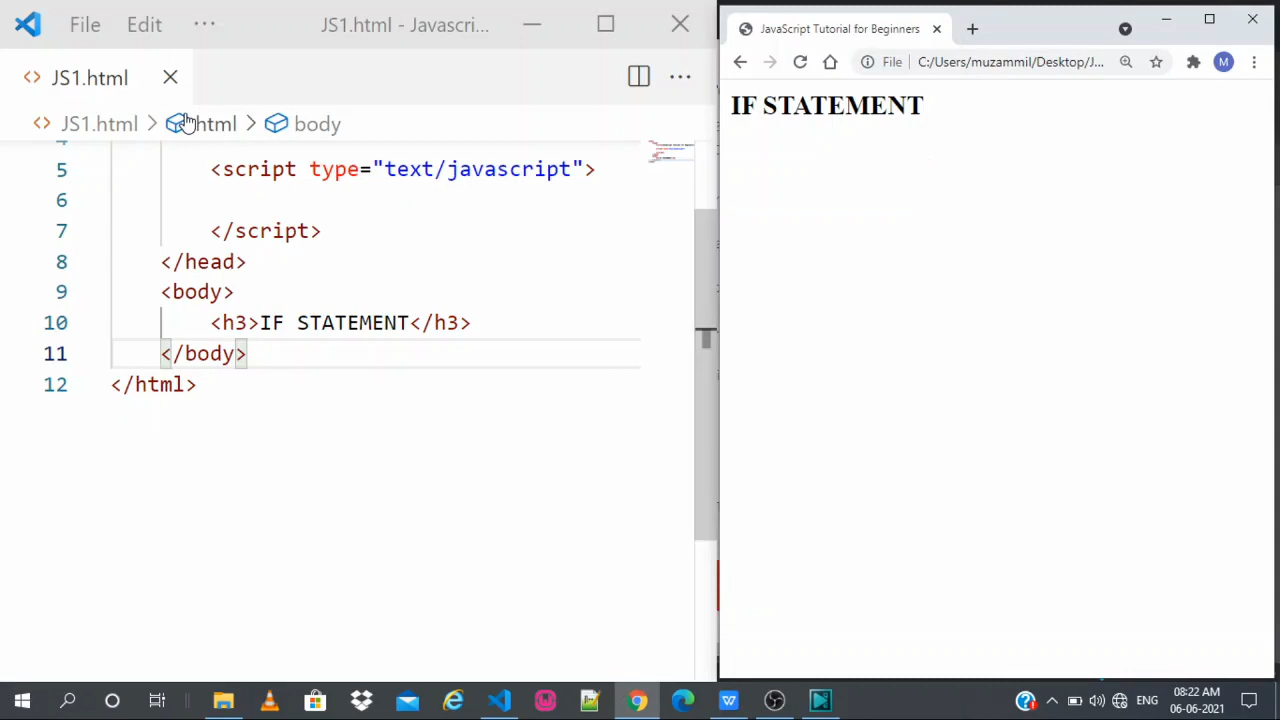 File Edit ··· JS1.html - Javascri...
JS1.html
JS1.html > html > body
4
5 <script type="text/javascript">
6
7 </script>
8 </head>
9 <body>
10 <h3>IF STATEMENT</h3>
11 </body>
12 </html>
JavaScript Tutorial for Beginners
File C:/Users/muzammil/Desktop/J... M
IF STATEMENT
ENG
08:22 AM
06-06-2021